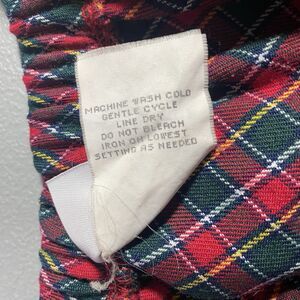 MACHINE WASH COLD
GENTLE CYCLE
LINE DRY
DO NOT BLEACH
IRON ON LOWEST
SETTING AS NEEDED